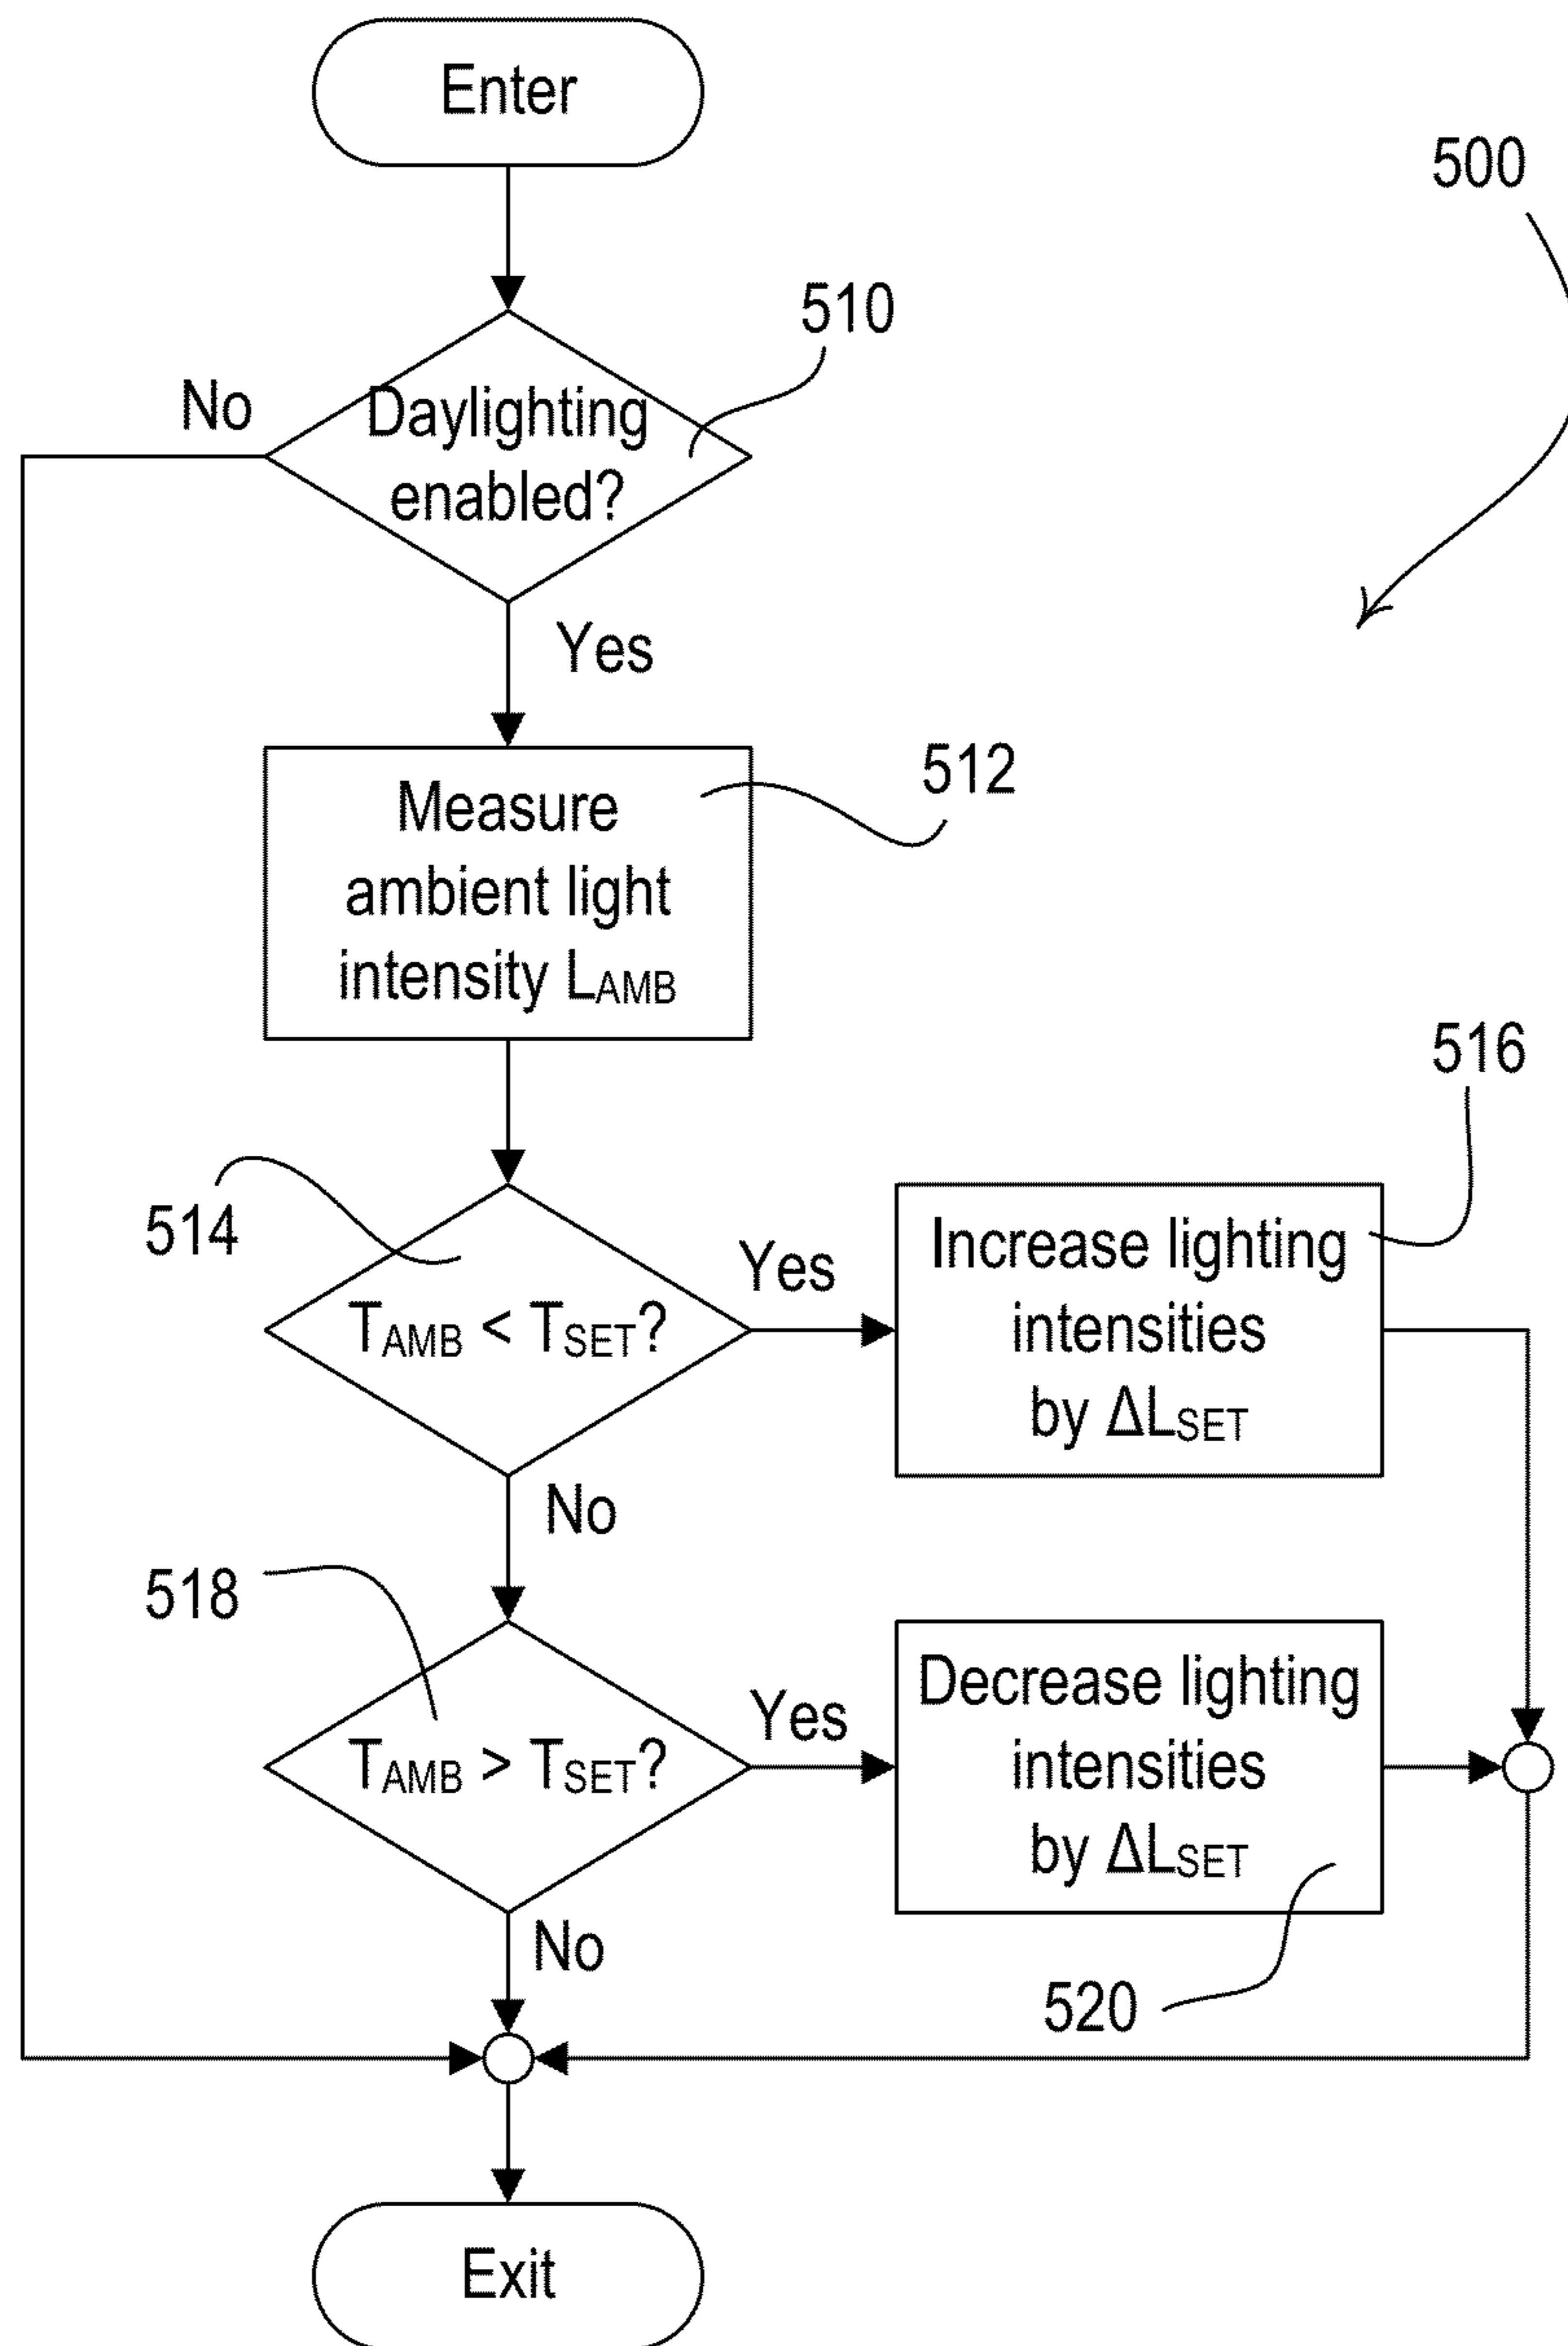 Enter
500
510
No
Daylighting
enabled?
Yes
512
Measure
ambient light
intensity LAMB
516
514
Yes
Increase lighting
intensities
by ΔLSET
TAMB < TSET?
No
518
Yes
Decrease lighting
intensities
by ΔLSET
TAMB > TSET?
No
520
Exit